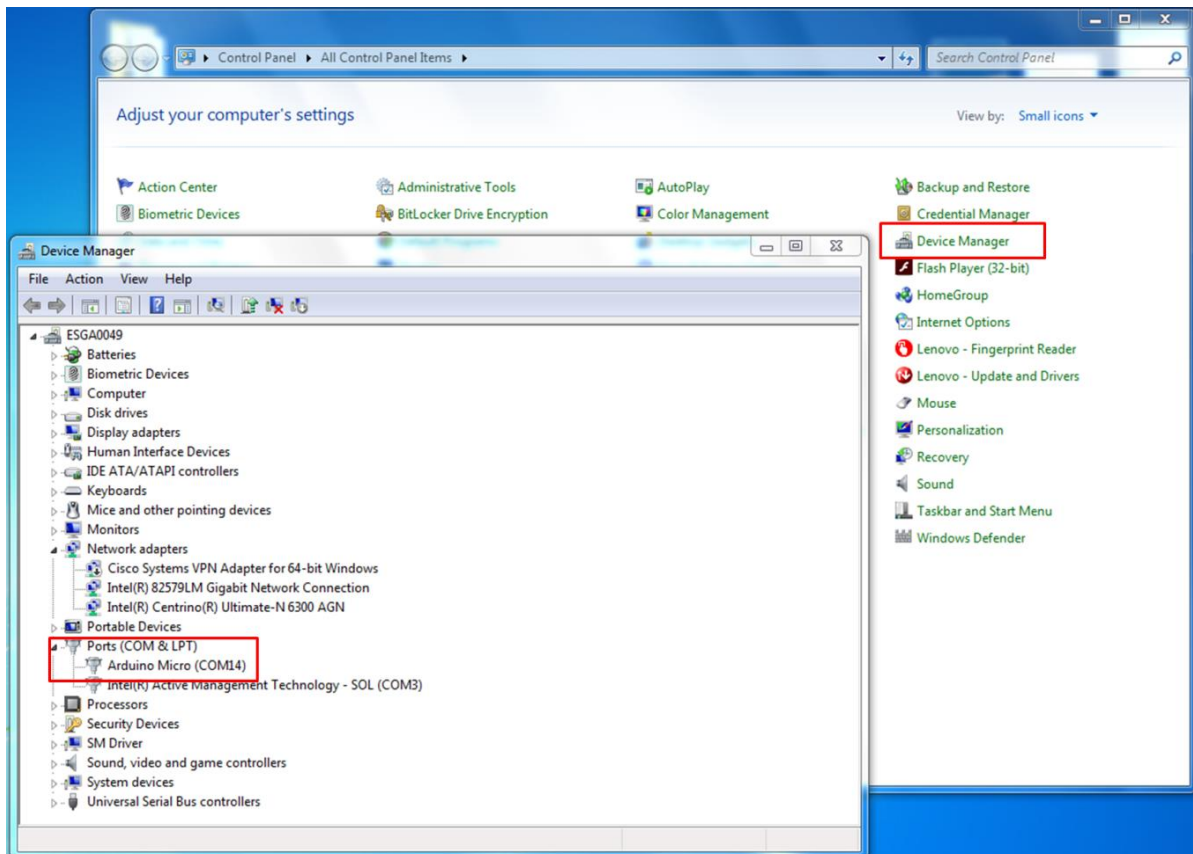 Control Panel All Control Panel Items
Search Control Panel
Adjust your computer's settings
View by: Small icons
Action Center
Administrative Tools
AutoPlay
Backup and Restore
Biometric Devices
BitLocker Drive Encryption
Color Management
Credential Manager
Device Manager
Flash Player (32-bit)
HomeGroup
Internet Options
Lenovo - Fingerprint Reader
Lenovo - Update and Drivers
Mouse
Personalization
Recovery
Sound
Taskbar and Start Menu
Windows Defender
Device Manager
File Action View Help
ESGA0049
Batteries
Biometric Devices
Computer
Disk drives
Display adapters
Human Interface Devices
IDE ATA/ATAPI controllers
Keyboards
Mice and other pointing devices
Monitors
Network adapters
Cisco Systems VPN Adapter for 64-bit Windows
Intel(R) 82579LM Gigabit Network Connection
Intel(R) Centrino(R) Ultimate-N 6300 AGN
Portable Devices
Ports (COM & LPT)
Arduino Micro (COM14)
Intel(R) Active Management Technology - SOL (COM3)
Processors
Security Devices
SM Driver
Sound, video and game controllers
System devices
Universal Serial Bus controllers